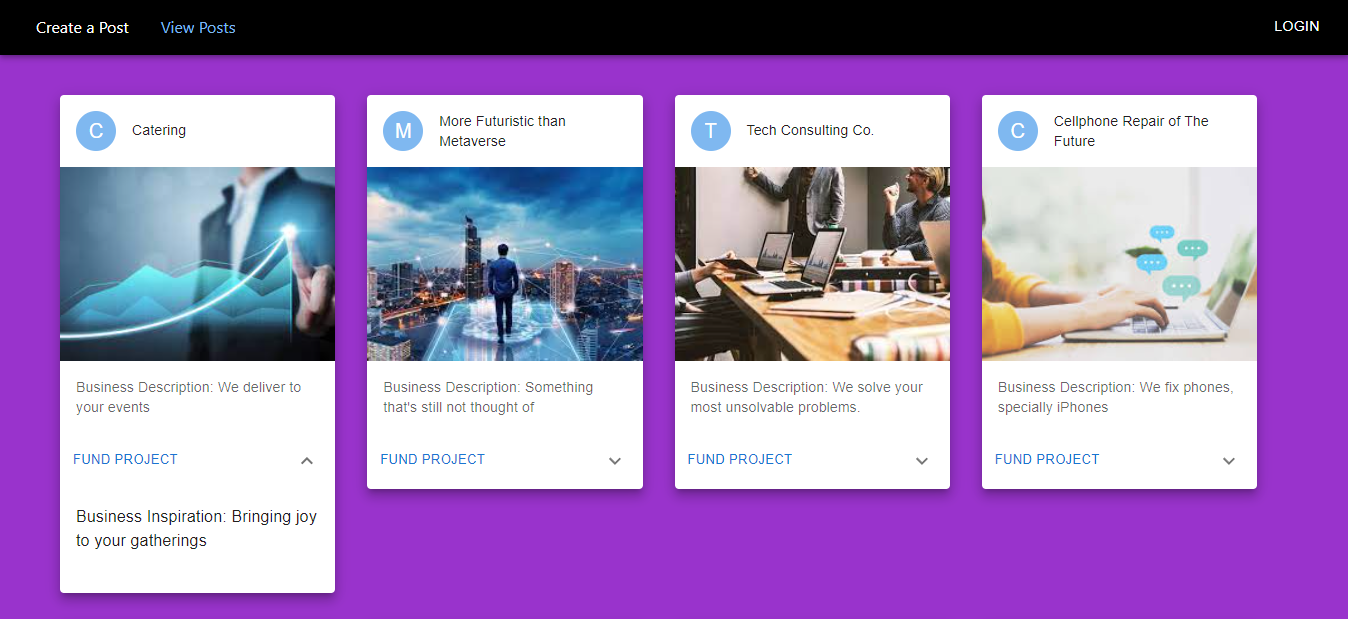 Create a Post
View Posts
LOGIN
C
Catering
Business Description: We deliver to
your events
FUND PROJECT
Business Inspiration: Bringing joy
to your gatherings
M
More Futuristic than
Metaverse
Business Description: Something
that's still not thought of
FUND PROJECT
T
Tech Consulting Co.
Business Description: We solve your
most unsolvable problems.
FUND PROJECT
C
Cellphone Repair of The
Future
Business Description: We fix phones,
specially iPhones
FUND PROJECT